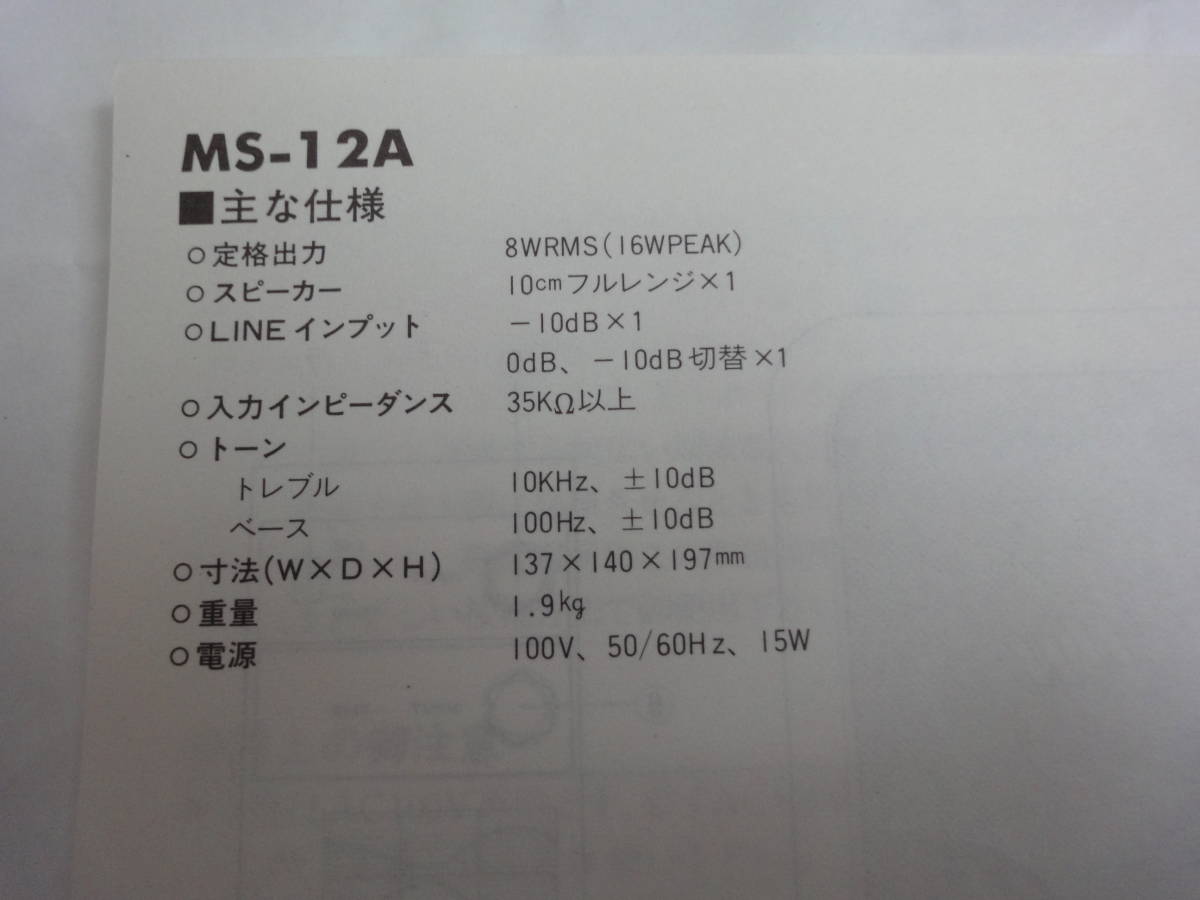 MS-12A
■主な仕様
○定格出力 8WRMS(16WPEAK)
○スピーカー 10cmフルレンジ×1
○LINEインプット －10dB×1
0dB、－10dB切替×1
○入力インピーダンス 35KΩ以上
○トーン
トレブル 10KHz、±10dB
ベース 100Hz、±10dB
○寸法(W×D×H) 137×140×197mm
○重量 1.9kg
○電源 100V、50/60Hz、15W